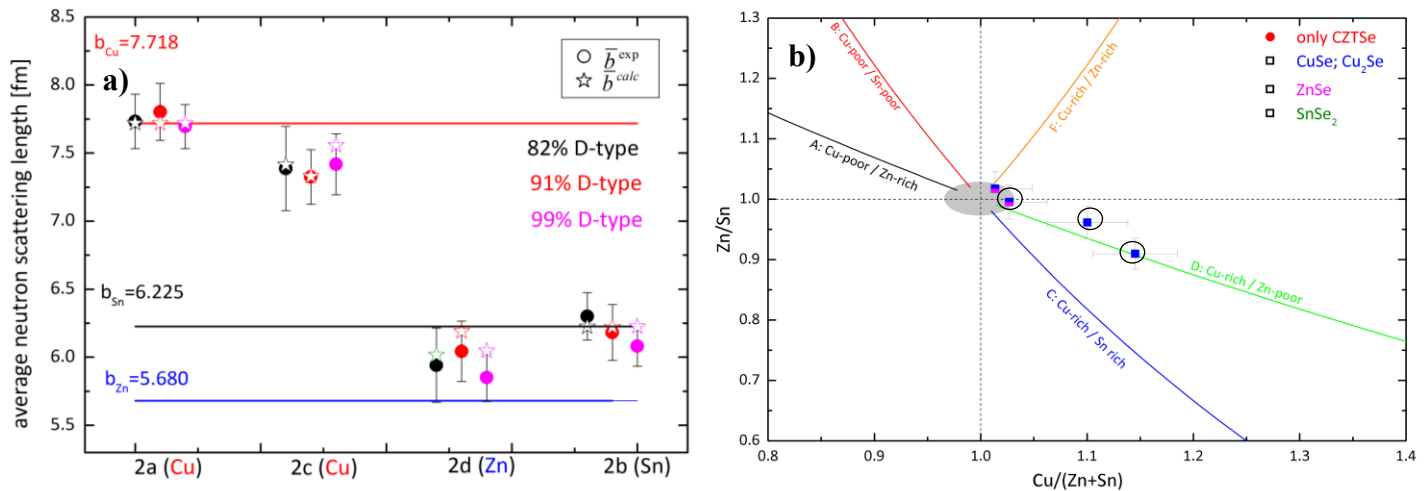 a)
average neutron scattering length [fm]
8.5
8.0
7.5
7.0
6.5
6.0
5.5
b_Cu=7.718
b̅^exp
b̅^calc
82% D-type
91% D-type
99% D-type
b_Sn=6.225
b_Zn=5.680
2a (Cu)
2c (Cu)
2d (Zn)
2b (Sn)
b)
Zn/Sn
1.3
1.2
1.1
1.0
0.9
0.8
0.7
0.6
B: Cu-poor / Sn-poor
F: Cu-rich / Zn-rich
A: Cu-poor / Zn-rich
D: Cu-rich / Zn-poor
C: Cu-rich / Sn rich
only CZTSe
CuSe; Cu₂Se
ZnSe
SnSe₂
0.8
0.9
1.0
1.1
1.2
1.3
1.4
Cu/(Zn+Sn)